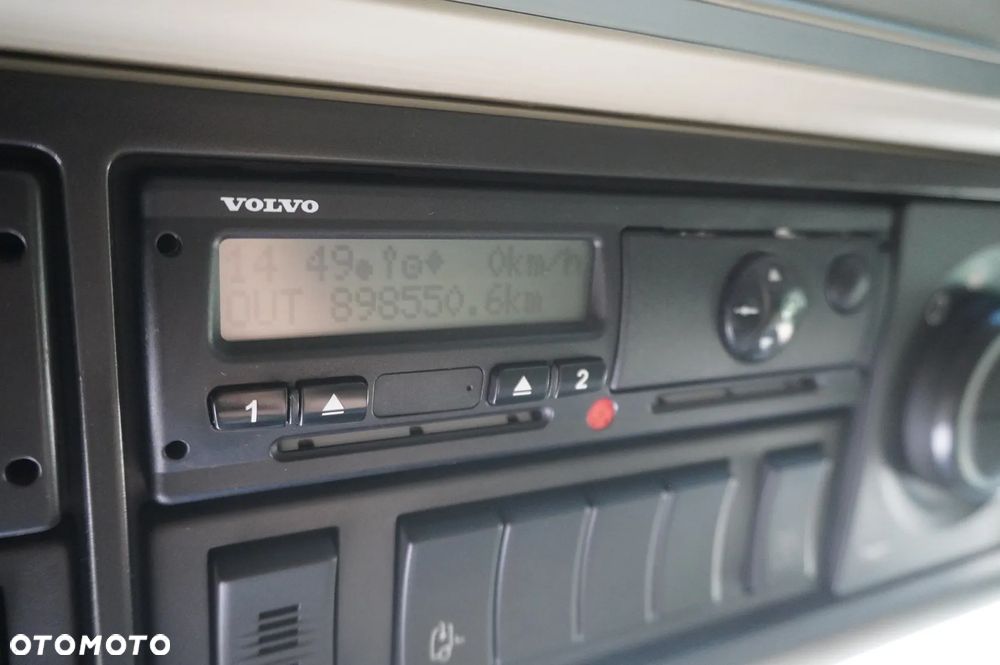 VOLVO
14 49 0km/h
OUT 898550.6km
1 2
OTOMOTO